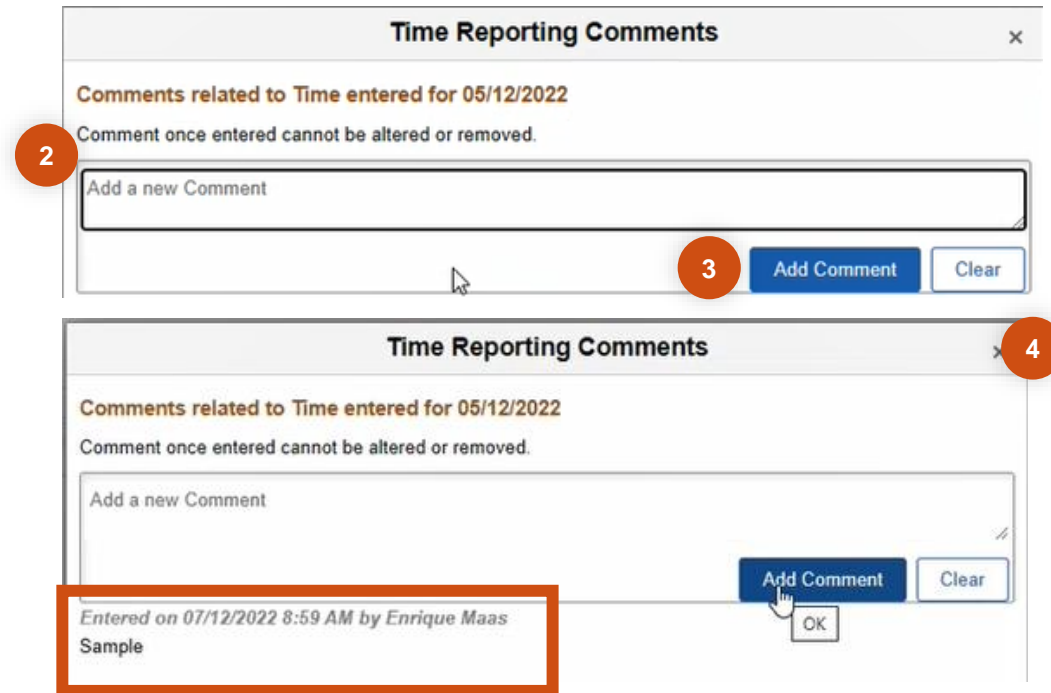 Time Reporting Comments ×
Comments related to Time entered for 05/12/2022
Comment once entered cannot be altered or removed.
2
Add a new Comment
3 Add Comment Clear
Time Reporting Comments × 4
Comments related to Time entered for 05/12/2022
Comment once entered cannot be altered or removed.
Add a new Comment
Add Comment Clear
Entered on 07/12/2022 8:59 AM by Enrique Maas
OK
Sample